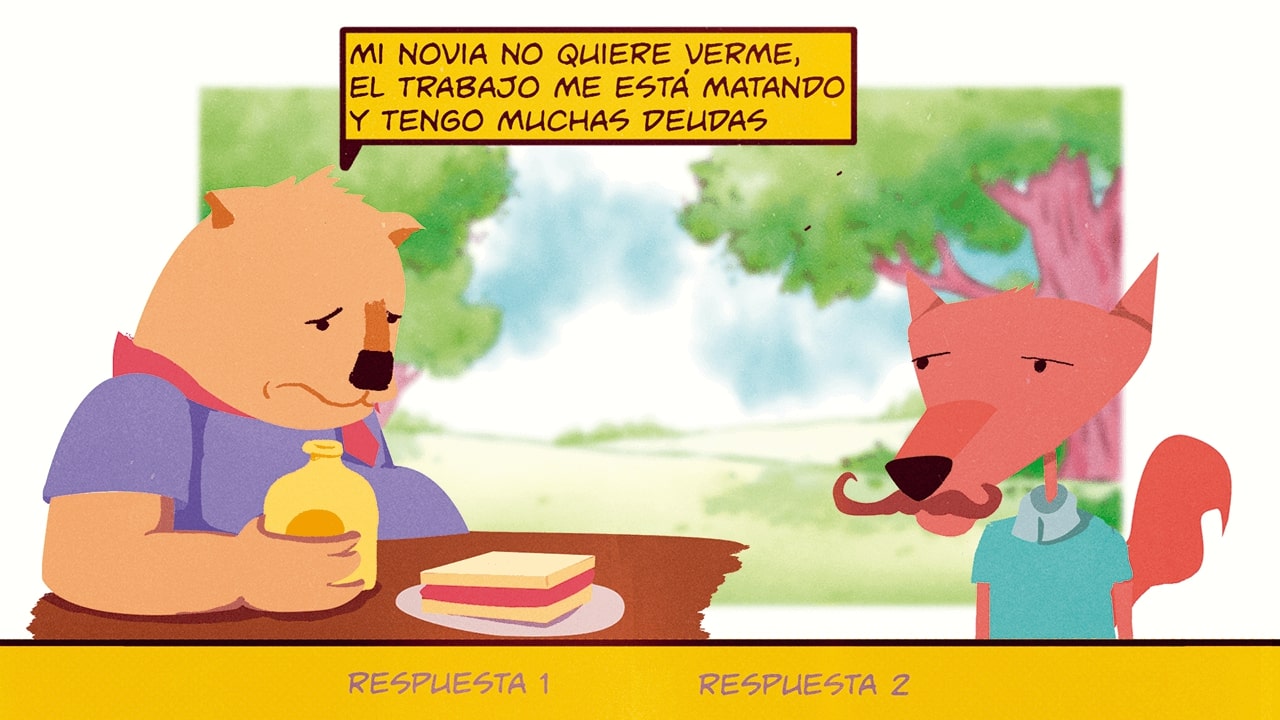 MI NOVIA NO QUIERE VERME,
EL TRABAJO ME ESTÁ MATANDO
Y TENGO MUCHAS DEUDAS
RESPUESTA 1
RESPUESTA 2